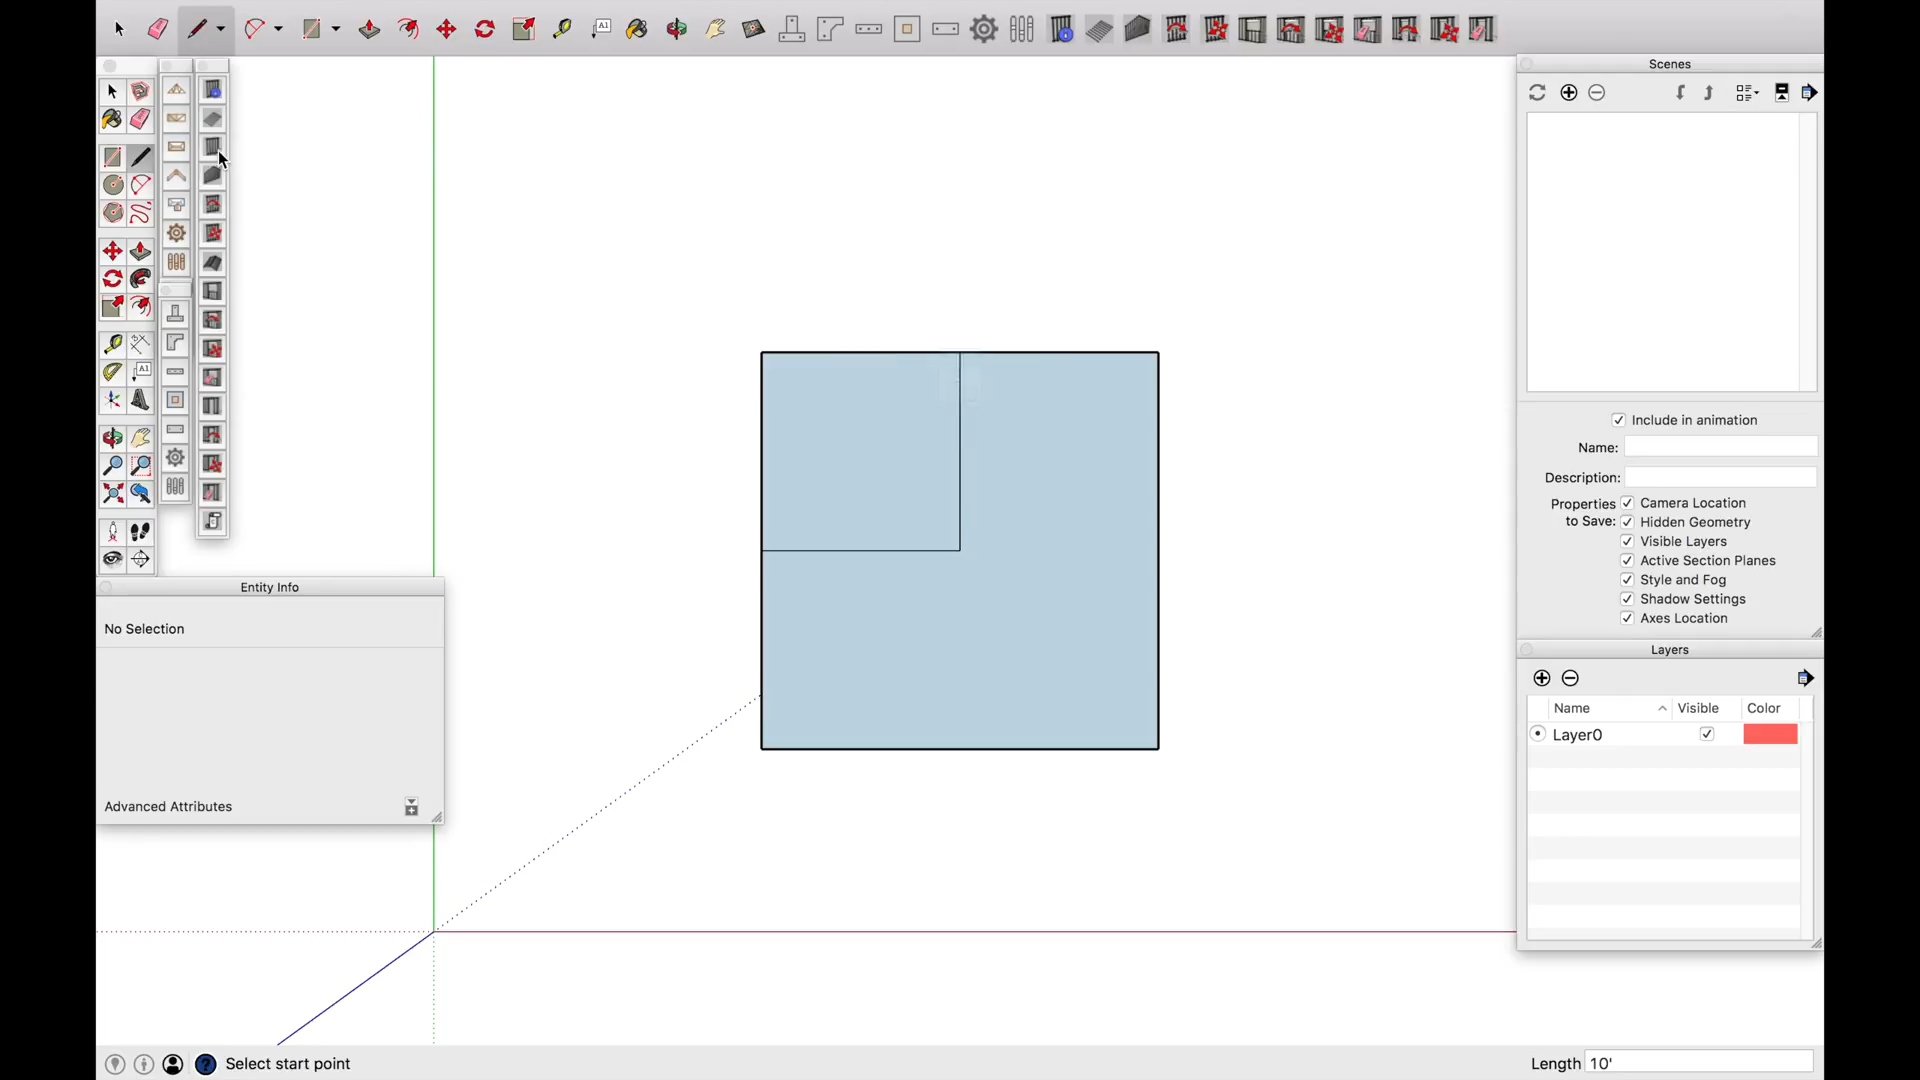 A1
Scenes
A1
Include in animation
Name:
Description:
Properties
to Save:
Camera Location
Hidden Geometry
Visible Layers
Active Section Planes
Style and Fog
Shadow Settings
Axes Location
Entity Info
No Selection
Advanced Attributes
Layers
Name Visible Color
Layer0
Select start point
Length 10'